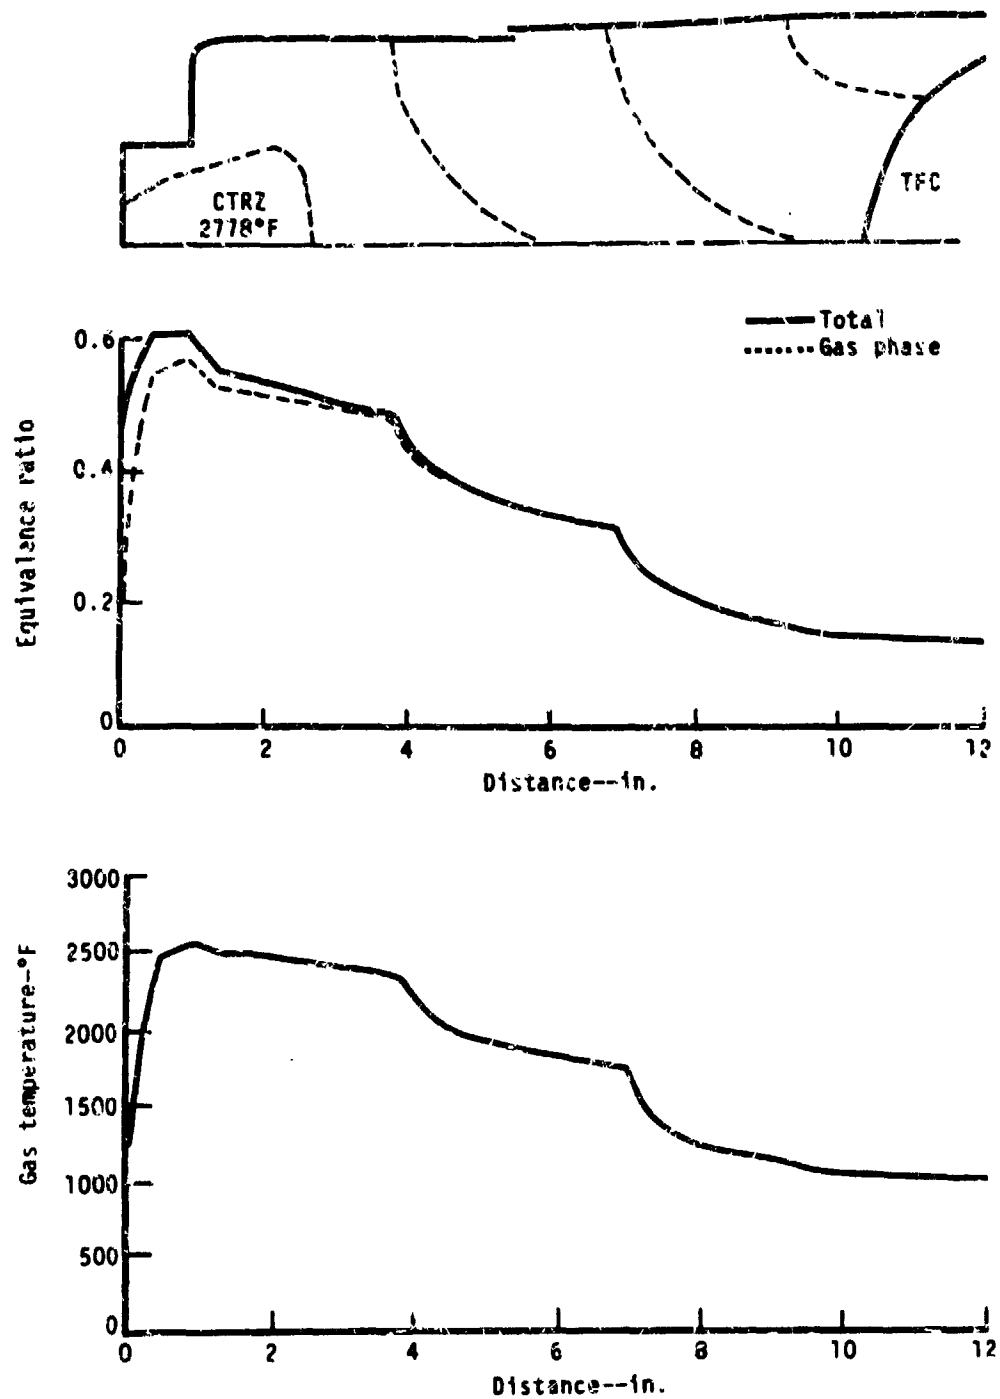 CTRZ
2778°F
TFC
Total
Gas phase
0.6
0.4
0.2
0
Equivalence ratio
0 2 4 6 8 10 12
Distance--in.
3000
2500
2000
1500
1000
500
0
Gas temperature-°F
0 2 4 6 8 10 12
Distance--in.